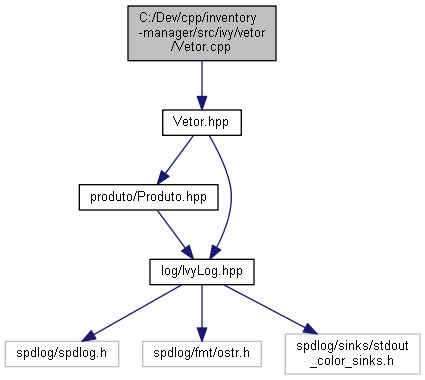 C:/Dev/cpp/inventory
-manager/src/ivy/vetor
/Vetor.cpp
Vetor.hpp
produto/Produto.hpp
log/IvyLog.hpp
spdlog/spdlog.h
spdlog/fmt/ostr.h
spdlog/sinks/stdout
_color_sinks.h